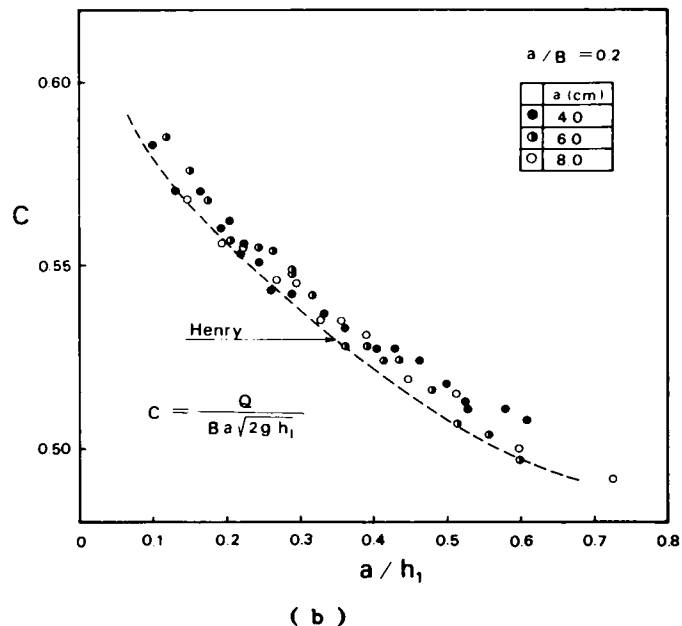 a/B = 0.2
a (cm)
● 4 0
◑ 6 0
○ 8 0
0.60
0.55
0.50
C
Henry
C = Q / Ba√2g h₁
0 0.1 0.2 0.3 0.4 0.5 0.6 0.7 0.8
a / h₁
( b )